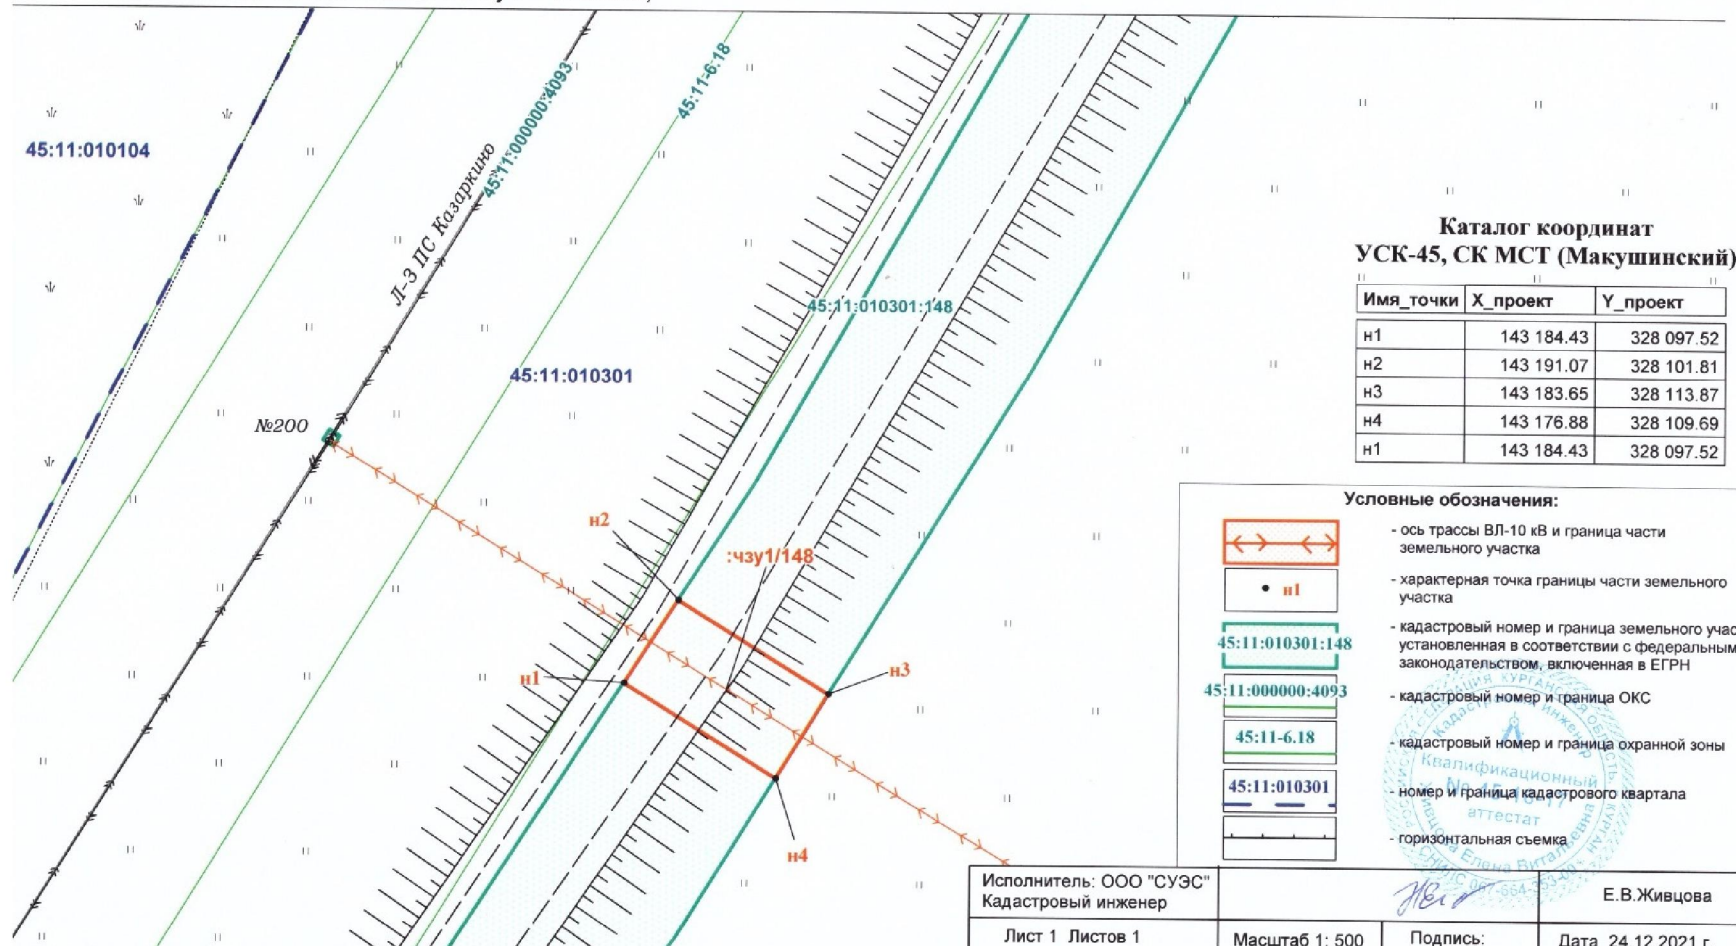 45:11:010104
Л-3 ПС Казаркино
45:11:000000:4093
45:11-6.18
45:11:010301:148
45:11:010301
№200
н2
:чзу1/148
н1
н3
н4
Каталог координат
УСК-45, СК МСТ (Макушинский)
Имя_точки X_проект Y_проект
н1 143 184.43 328 097.52
н2 143 191.07 328 101.81
н3 143 183.65 328 113.87
н4 143 176.88 328 109.69
н1 143 184.43 328 097.52
Условные обозначения:
- ось трассы ВЛ-10 кВ и граница части
земельного участка
н1
- характерная точка границы части земельного
участка
45:11:010301:148
- кадастровый номер и граница земельного учас
установленная в соответствии с федеральным
законодательством, включенная в ЕГРН
45:11:000000:4093
- кадастровый номер и граница ОКС
45:11-6.18
- кадастровый номер и граница охранной зоны
45:11:010301
- номер и граница кадастрового квартала
- горизонтальная съемка
Кадастровый инженер
Квалификационный
аттестат
Живцова Елена Витальевна
Исполнитель: ООО "СУЭС"
Кадастровый инженер
Е.В.Живцова
Лист 1 Листов 1
Масштаб 1: 500
Подпись:
Дата 24.12.2021 г